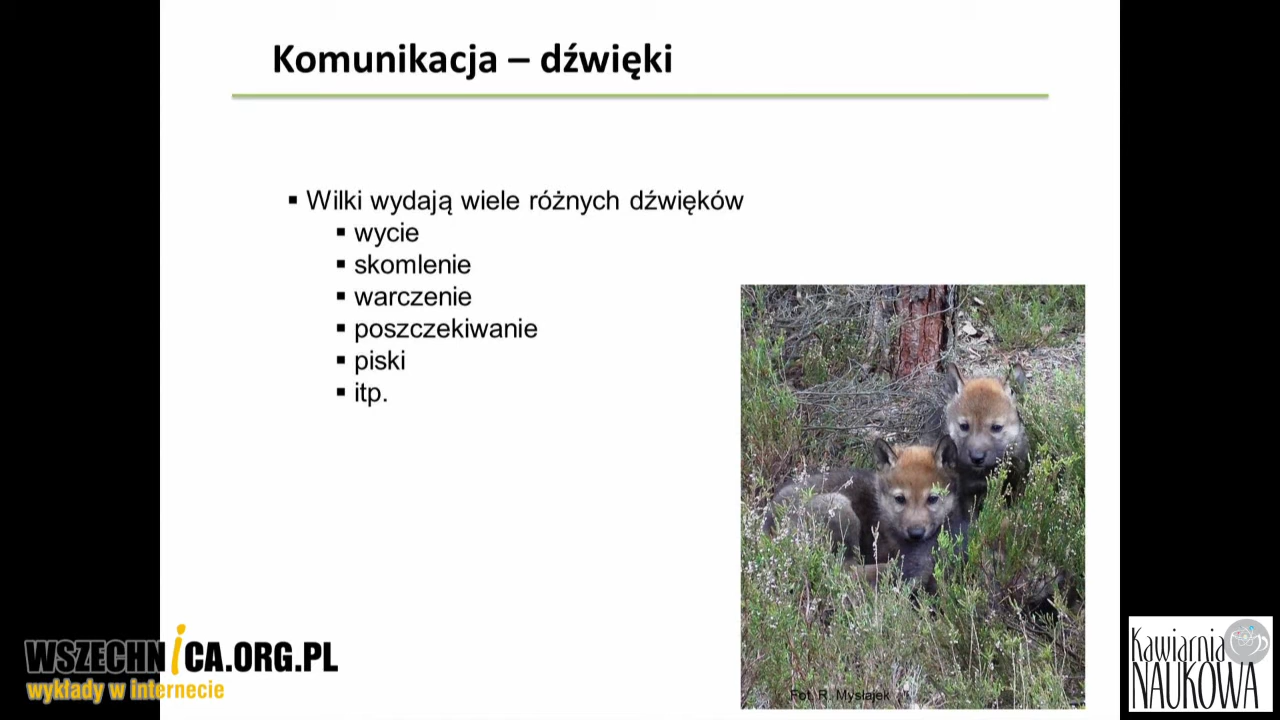 Komunikacja – dźwięki
▪ Wilki wydają wiele różnych dźwięków
▪ wycie
▪ skomlenie
▪ warczenie
▪ poszczekiwanie
▪ piski
▪ itp.
Fot. R. Mysłajek
WSZECHNiCA.ORG.PL
wykłady w internecie
Kawiarnia
NAUKOWA